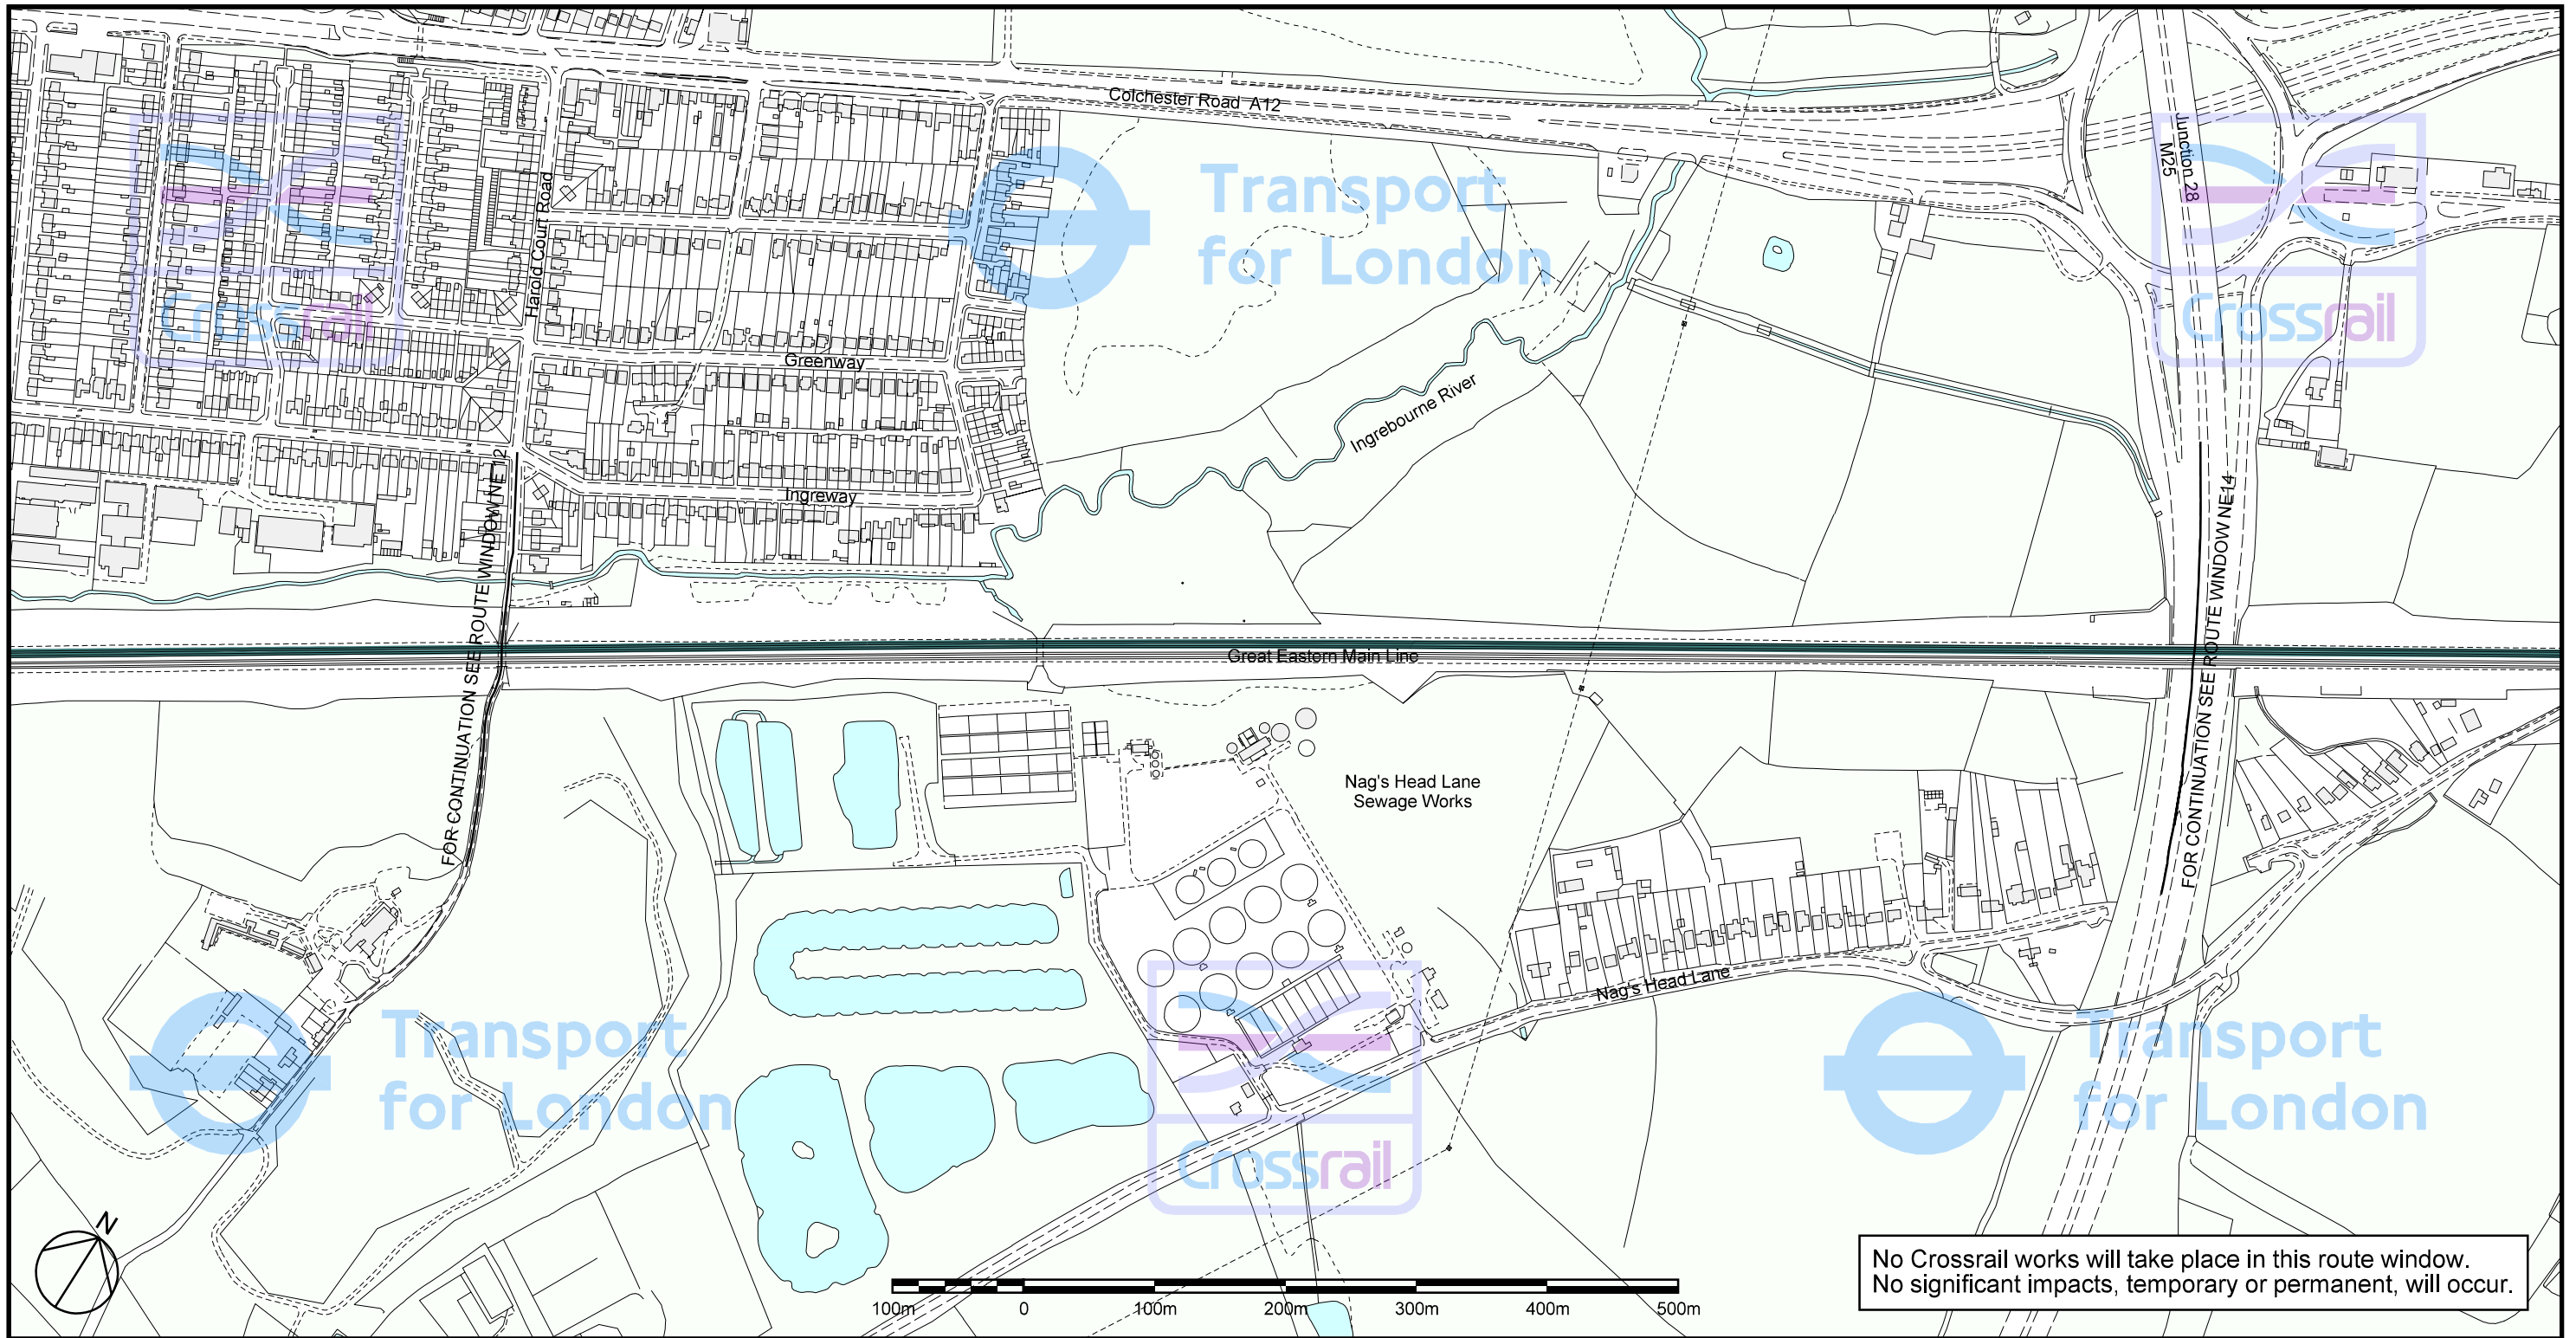 Colchester Road A12
Junction 28
M25
Transport
for London
Crossrail
Crossrail
Harold Court Road
Greenway
Ingrebourne River
Ingreway
FOR CONTINUATION SEE ROUTE WINDOW NE12
FOR CONTINUATION SEE ROUTE WINDOW NE14
Great Eastern Main Line
Nag's Head Lane
Sewage Works
Nag's Head Lane
Transport
for London
Crossrail
Transport
for London
N
100m 0 100m 200m 300m 400m 500m
No Crossrail works will take place in this route window.
No significant impacts, temporary or permanent, will occur.